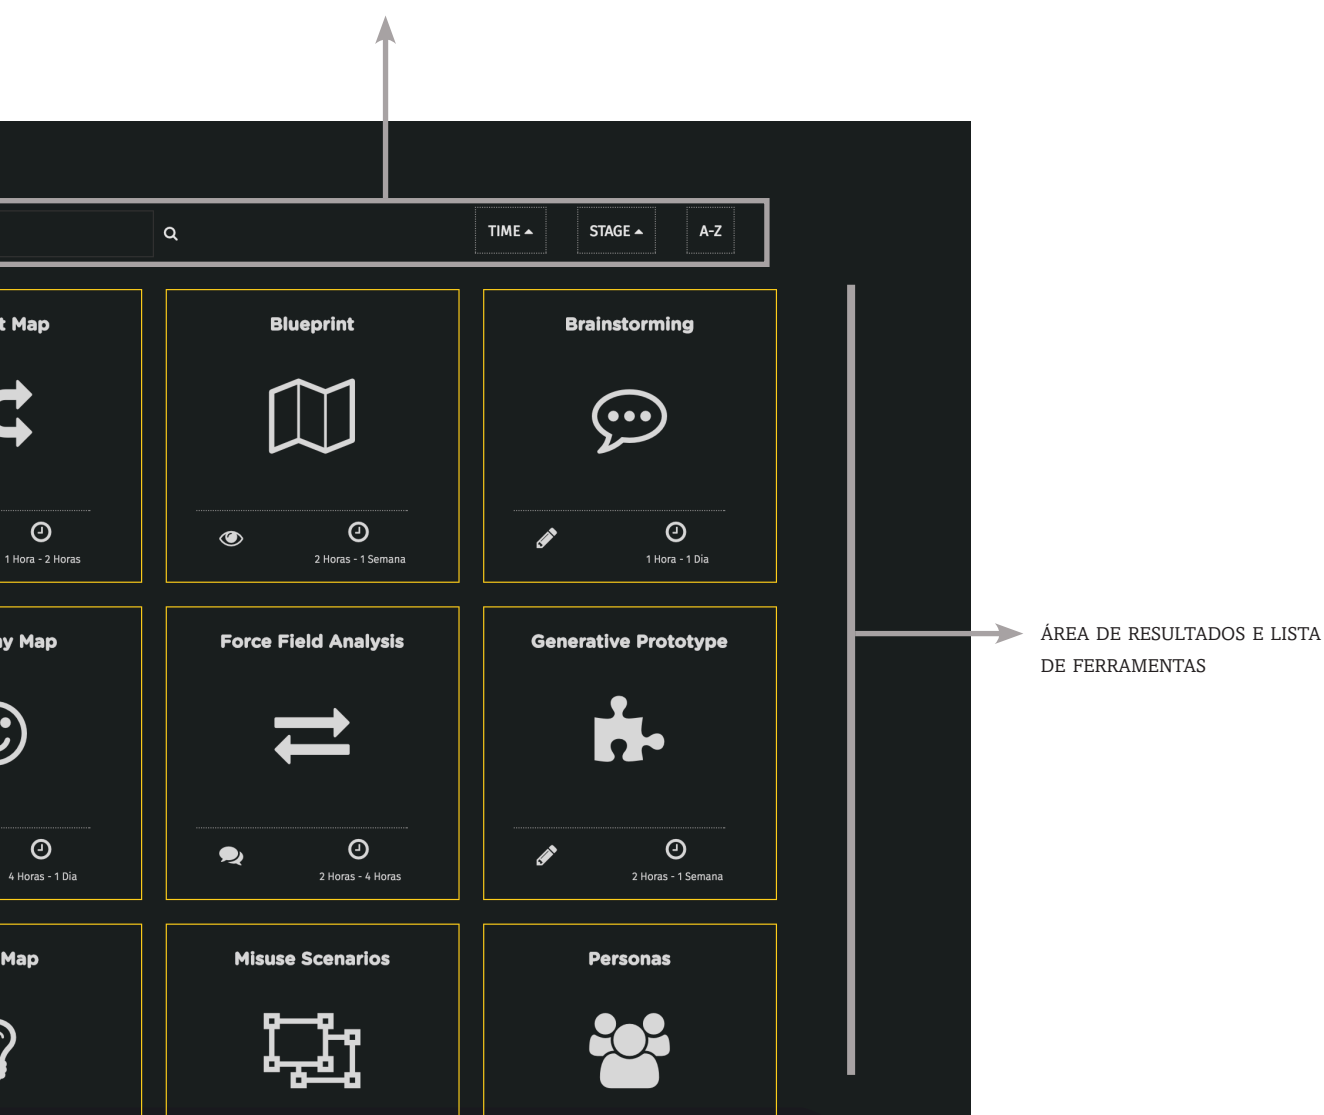 TIME
STAGE
A-Z
t Map
Blueprint
Brainstorming
1 Hora - 2 Horas
2 Horas - 1 Semana
1 Hora - 1 Dia
y Map
Force Field Analysis
Generative Prototype
ÁREA DE RESULTADOS E LISTA
DE FERRAMENTAS
4 Horas - 1 Dia
2 Horas - 4 Horas
2 Horas - 1 Semana
Map
Misuse Scenarios
Personas